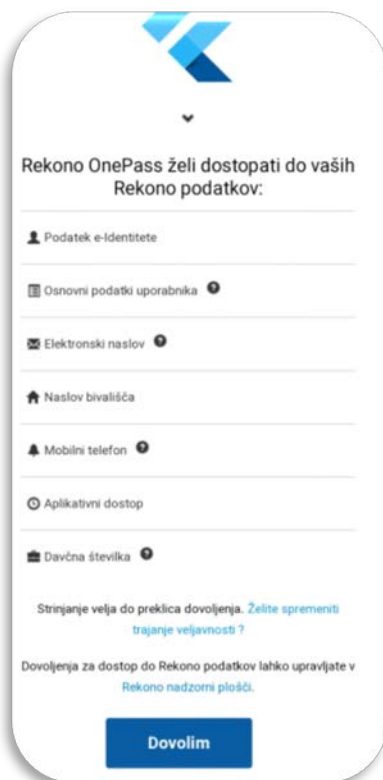 Rekono OnePass želi dostopati do vaših
Rekono podatkov:
Podatek e-Identitete
Osnovni podatki uporabnika
Elektronski naslov
Naslov bivališča
Mobilni telefon
Aplikativni dostop
Davčna številka
Strinjanje velja do preklica dovoljenja. Želite spremeniti
trajanje veljavnosti ?
Dovoljenja za dostop do Rekono podatkov lahko upravljate v
Rekono nadzorni plošči.
Dovolim